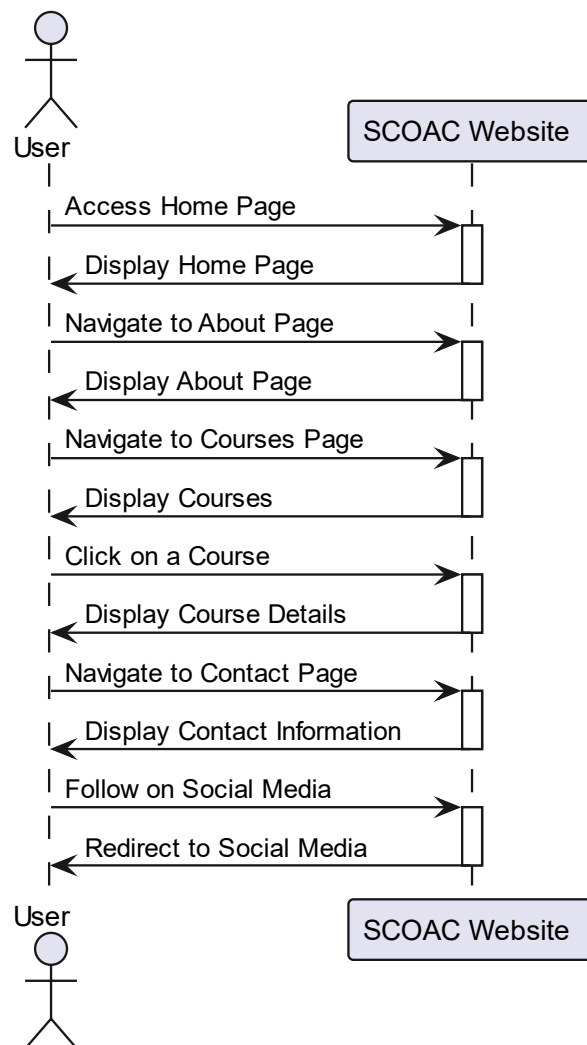 User
SCOAC Website
Access Home Page
Display Home Page
Navigate to About Page
Display About Page
Navigate to Courses Page
Display Courses
Click on a Course
Display Course Details
Navigate to Contact Page
Display Contact Information
Follow on Social Media
Redirect to Social Media
User
SCOAC Website